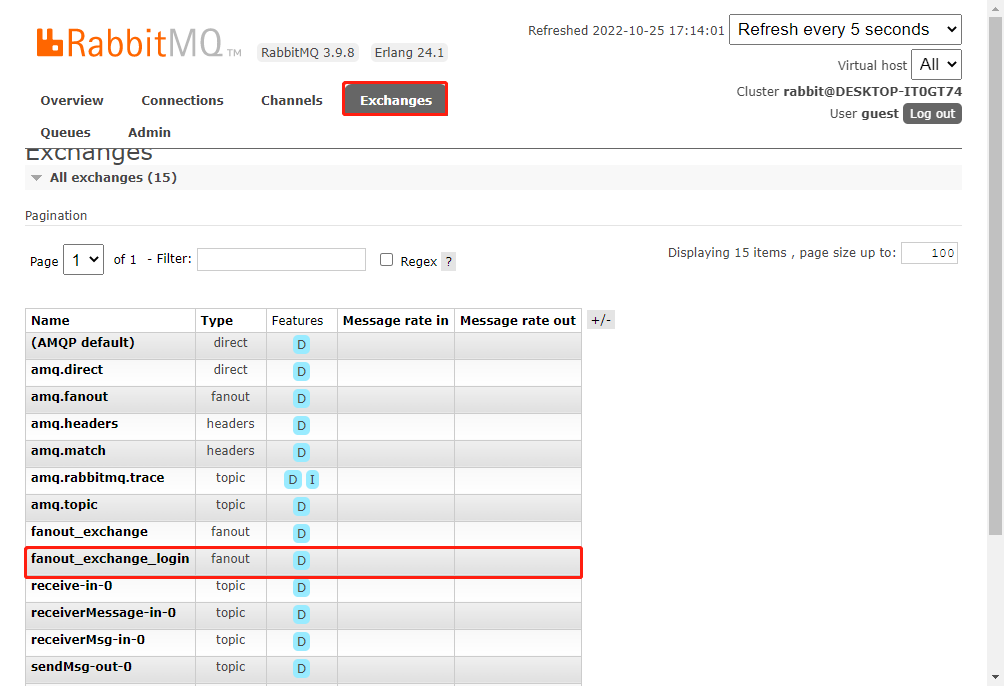 RabbitMQ TM RabbitMQ 3.9.8 Erlang 24.1
Refreshed 2022-10-25 17:14:01 Refresh every 5 seconds
Virtual host All
Cluster rabbit@DESKTOP-IT0GT74
User guest Log out
Overview Connections Channels Exchanges
Queues Admin
Exchanges
All exchanges (15)
Pagination
Page 1 of 1 - Filter: Regex ?
Displaying 15 items , page size up to: 100
Name Type Features Message rate in Message rate out +/-
(AMQP default) direct D
amq.direct direct D
amq.fanout fanout D
amq.headers headers D
amq.match headers D
amq.rabbitmq.trace topic D I
amq.topic topic D
fanout_exchange fanout D
fanout_exchange_login fanout D
receive-in-0 topic D
receiverMessage-in-0 topic D
receiverMsg-in-0 topic D
sendMsg-out-0 topic D